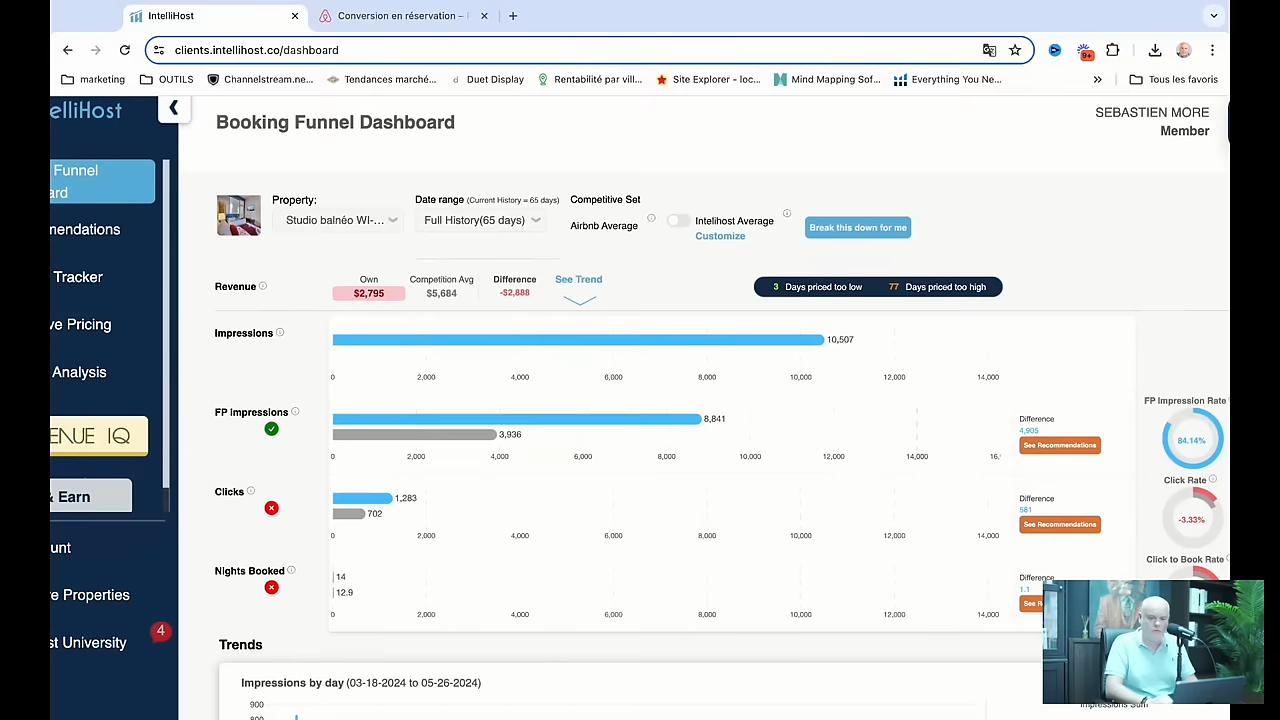 IntelliHost
Conversion en réservation –
clients.intellihost.co/dashboard
9+
marketing
OUTILS
Channelstream.ne...
Tendances marché...
d Duet Display
Rentabilité par vill...
Site Explorer - loc...
Mind Mapping Sof...
Everything You Ne...
»
Tous les favoris
elliHost
Booking Funnel Dashboard
SEBASTIEN MORE
Member
Funnel
ard
mendations
Tracker
ve Pricing
Analysis
ENUE IQ
& Earn
unt
e Properties
st University
4
Property:
Studio balnéo WI-...
Date range (Current History = 65 days)
Full History(65 days)
Competitive Set
Airbnb Average
Intelihost Average
Customize
Break this down for me
Revenue
Own
$2,795
Competition Avg
$5,684
Difference
-$2,888
See Trend
3 Days priced too low 77 Days priced too high
Impressions
10,507
0 2,000 4,000 6,000 8,000 10,000 12,000 14,000
FP Impressions
8,841
3,936
0 2,000 4,000 6,000 8,000 10,000 12,000 14,000 16,
Difference
4,905
See Recommendations
FP Impression Rate
84.14%
Clicks
1,283
702
0 2,000 4,000 6,000 8,000 10,000 12,000 14,000
Difference
581
See Recommendations
Click Rate
-3.33%
Nights Booked
14
12.9
0 2,000 4,000 6,000 8,000 10,000 12,000 14,000
Difference
1.1
See Re
Click to Book Rate
Trends
Impressions by day (03-18-2024 to 05-26-2024)
900
800
Impressions Sum